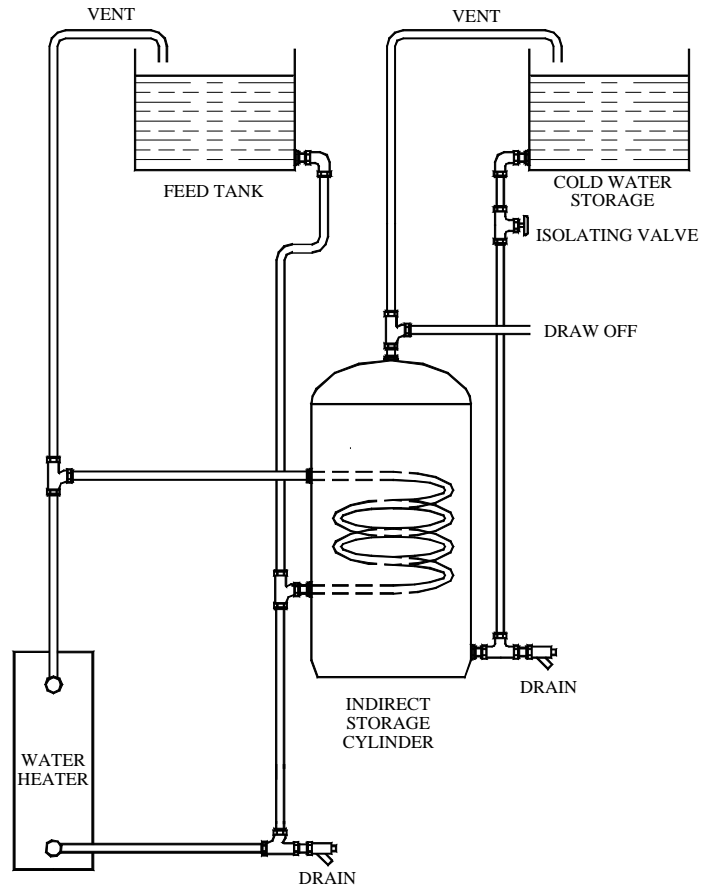 VENT
VENT
FEED TANK
COLD WATER
STORAGE
ISOLATING VALVE
DRAW OFF
DRAIN
INDIRECT
STORAGE
CYLINDER
WATER
HEATER
DRAIN